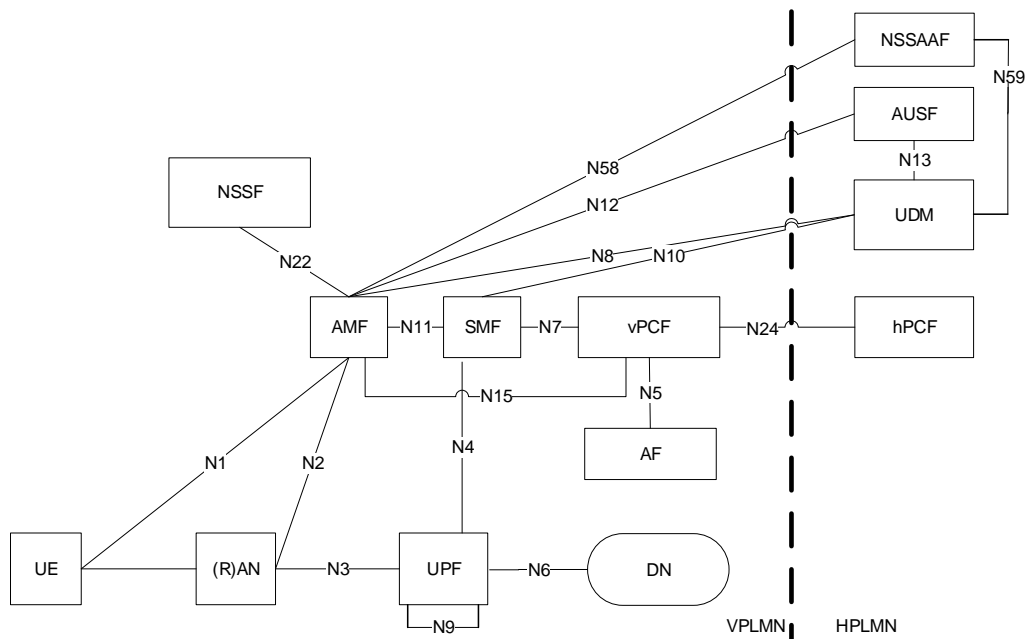 NSSAAF
N59
AUSF
N58
N13
NSSF
N12
UDM
N22
N8
N10
AMF
N11
SMF
N7
vPCF
N24
hPCF
N15
N5
N4
AF
N1
N2
UE
(R)AN
N3
UPF
N6
DN
N9
VPLMN
HPLMN